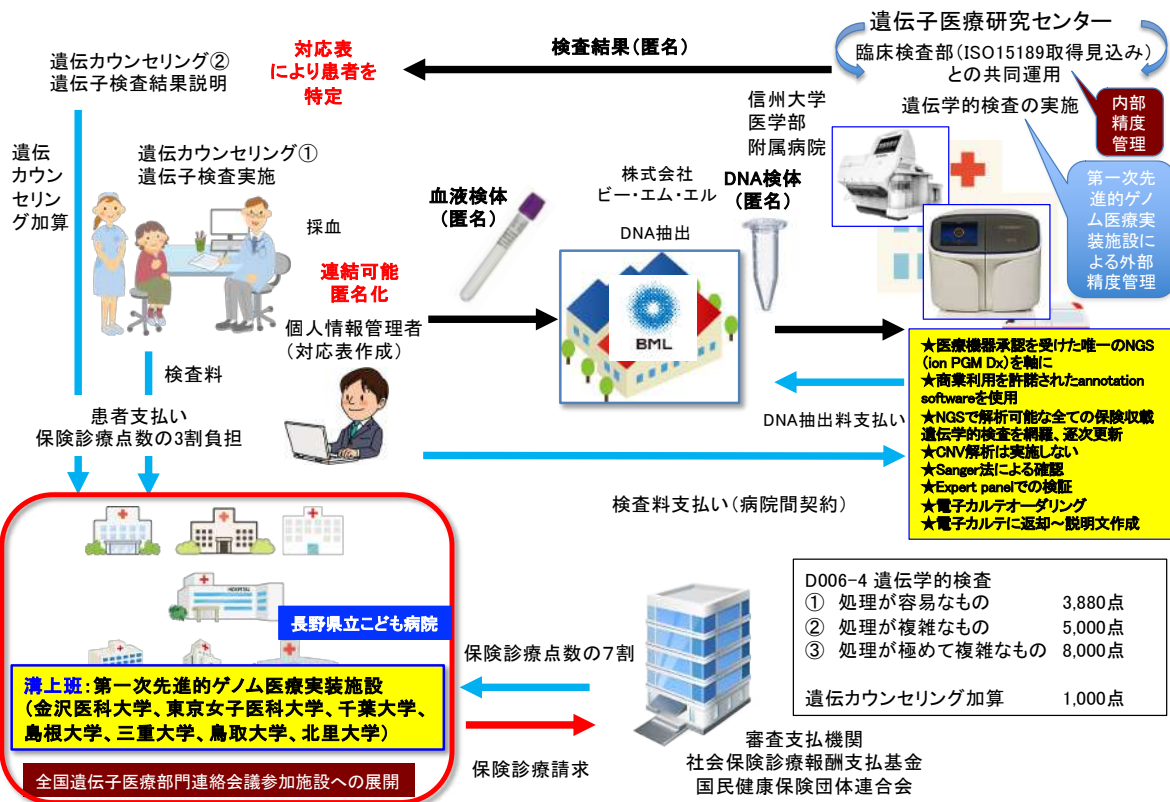 遺伝子医療研究センター
臨床検査部(ISO15189取得見込み)
との共同運用
遺伝学的検査の実施
内部
精度
管理
第一次先
進的ゲノ
ム医療実
装施設に
よる外部
精度管理
検査結果(匿名)
対応表
により患者を
特定
遺伝カウンセリング②
遺伝子検査結果説明
遺伝
カウン
セリン
グ加算
遺伝カウンセリング①
遺伝子検査実施
採血
連結可能
匿名化
個人情報管理者
(対応表作成)
血液検体
(匿名)
株式会社
ビー・エム・エル
DNA抽出
BML
信州大学
医学部
附属病院
DNA検体
(匿名)
★医療機器承認を受けた唯一のNGS
(ion PGM Dx)を軸に
★商業利用を許諾されたannotation
softwareを使用
★NGSで解析可能な全ての保険収載
遺伝学的検査を網羅、逐次更新
★CNV解析は実施しない
★Sanger法による確認
★Expert panelでの検証
★電子カルテオーダリング
★電子カルテに返却～説明文作成
DNA抽出料支払い
検査料
患者支払い
保険診療点数の3割負担
検査料支払い(病院間契約)
HOSPITAL
長野県立こども病院
溝上班:第一次先進的ゲノム医療実装施設
(金沢医科大学、東京女子医科大学、千葉大学、
島根大学、三重大学、鳥取大学、北里大学)
全国遺伝子医療部門連絡会議参加施設への展開
保険診療点数の7割
保険診療請求
審査支払機関
社会保険診療報酬支払基金
国民健康保険団体連合会
D006-4 遺伝学的検査
① 処理が容易なもの 3,880点
② 処理が複雑なもの 5,000点
③ 処理が極めて複雑なもの 8,000点
遺伝カウンセリング加算 1,000点